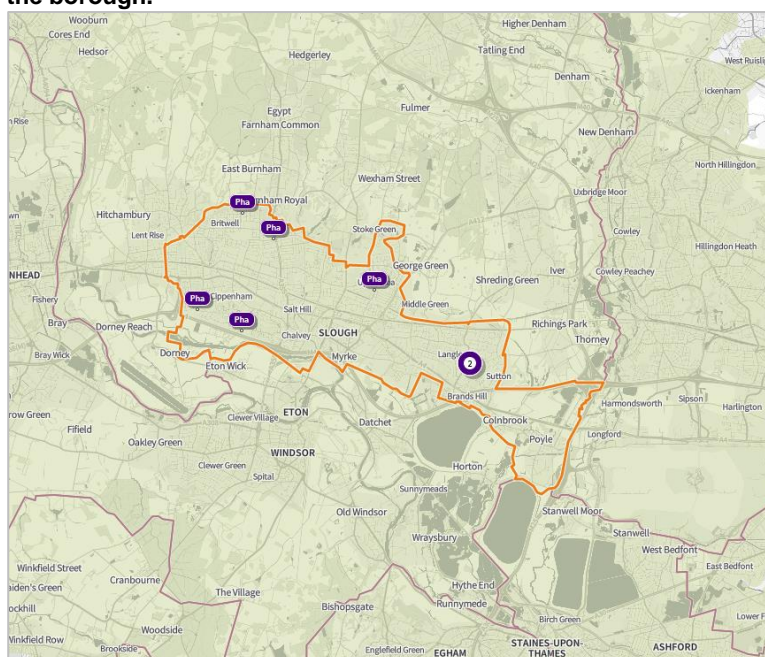 the borough.
Wooburn
Cores End
Hedsor
Higher Denham
Tatling End
Hedgerley
Denham
West Ruislip
Ickenham
Egypt
Farnham Common
Fulmer
New Denham
East Burnham
Wexham Street
North Hillingdon
Uxbridge Moor
Pha
Hitchambury
Britwell
Pha
Stoke Green
Cowley
Lent Rise
Hillingdon Heath
George Green
Iver
Cowley Peachey
Pha
Shreding Green
Fishery
Pha
Cippenham
Salt Hill
Middle Green
Bray
Dorney Reach
Pha
Richings Park
SLOUGH
Chalvey
Thorney
Bray Wick
Dorney
Myrke
2
Eton Wick
Sutton
Brands Hill
Harmondsworth
Sipson
Harlington
ETON
Clewer Village
Datchet
Colnbrook
Fifield
Longford
Oakley Green
Poyle
WINDSOR
Clewer Green
Horton
Spital
Sunnymeads
Old Windsor
Stanwell Moor
Stanwell
Wraysbury
West Bedfont
Winkfield Street
Cranbourne
East Bedfont
Hythe End
The Village
Runnymede
Bishopsgate
Birch Green
Woodside
Winkfield Row
Brookside
Englefield Green
EGHAM
STAINES-UPON-
THAMES
ASHFORD